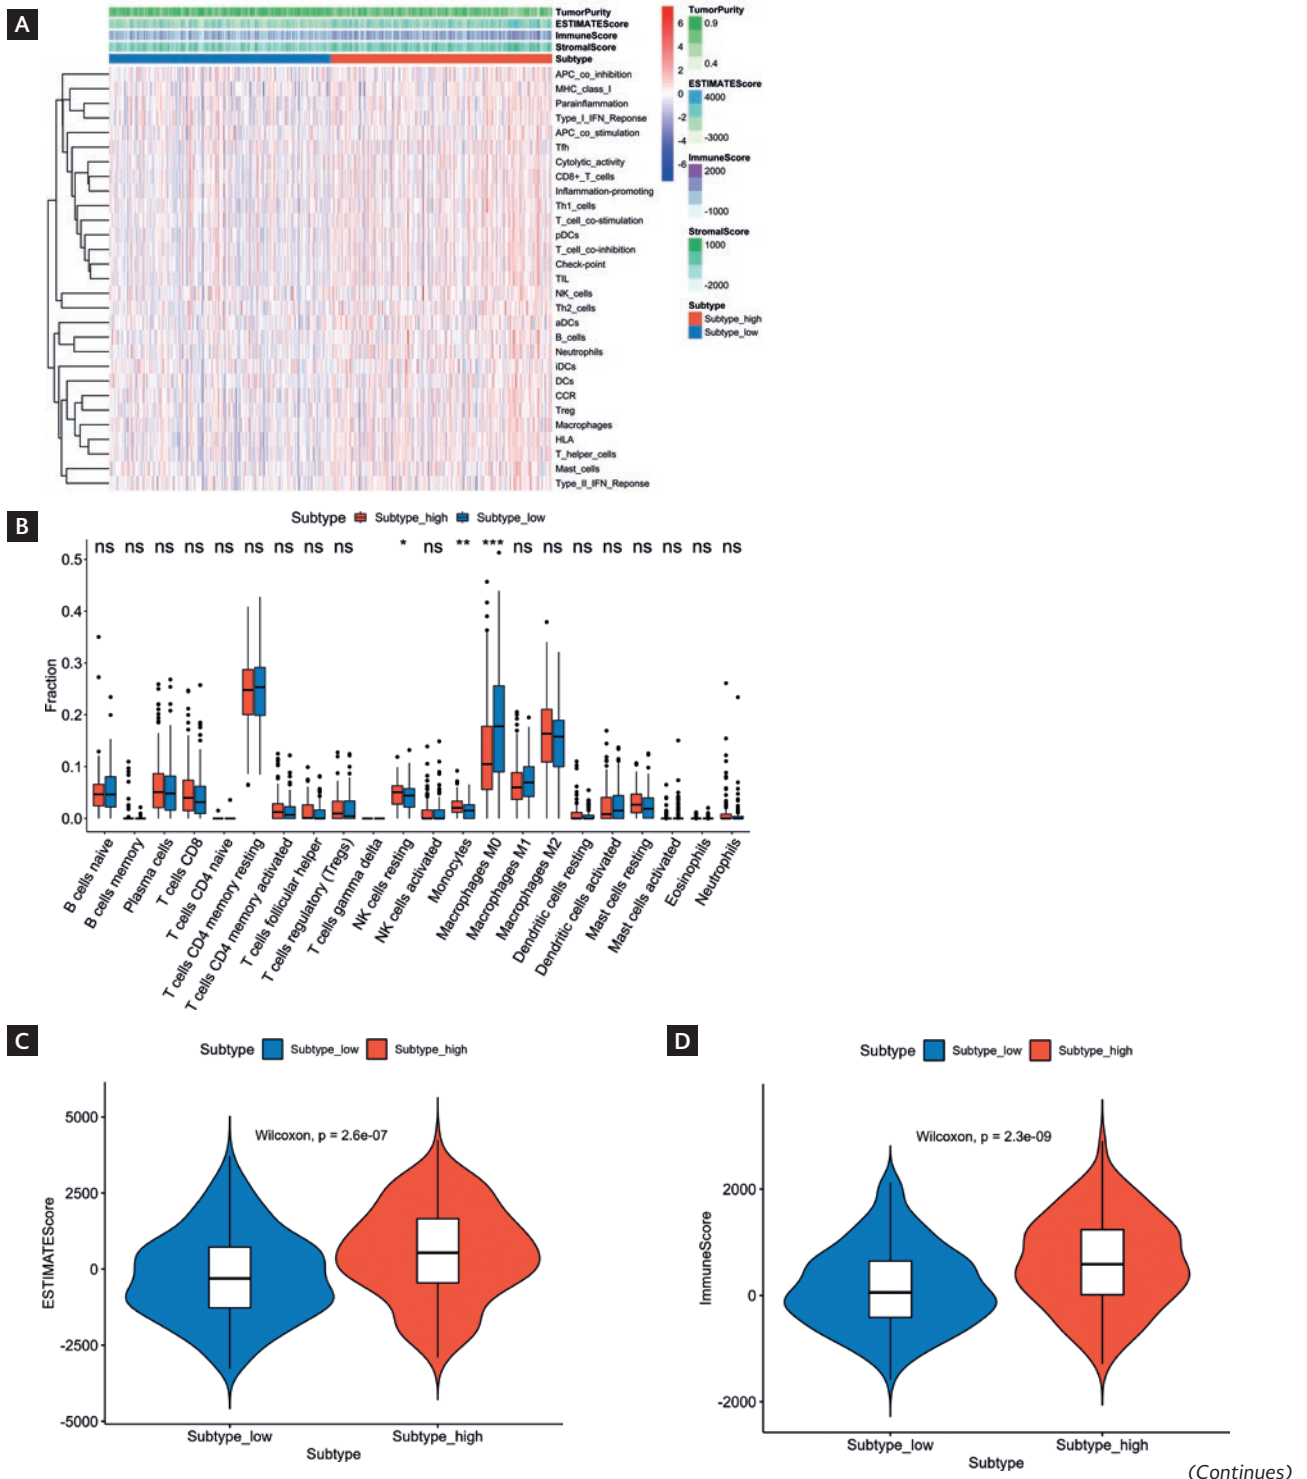 A
TumorPurity
ESTIMATEScore
ImmuneScore
StromalScore
Subtype
APC_co_inhibition
MHC_class_I
Parainflammation
Type_I_IFN_Reponse
APC_co_stimulation
Tfh
Cytolytic_activity
CD8+_T_cells
Inflammation-promoting
Th1_cells
T_cell_co-stimulation
pDCs
T_cell_co-inhibition
Check-point
TIL
NK_cells
Th2_cells
aDCs
B_cells
Neutrophils
iDCs
DCs
CCR
Treg
Macrophages
HLA
T_helper_cells
Mast_cells
Type_II_IFN_Reponse
6
4
2
0
-2
-4
-6
TumorPurity
0.9
0.4
ESTIMATEScore
4000
-3000
ImmuneScore
2000
-1000
StromalScore
1000
-2000
Subtype
Subtype_high
Subtype_low
B
Subtype Subtype_high Subtype_low
ns ns ns ns ns ns ns ns ns * ns ** *** ns ns ns ns ns ns ns ns
Fraction
0.5
0.4
0.3
0.2
0.1
0.0
B cells naive
B cells memory
Plasma cells
T cells CD8
T cells CD4 naive
T cells CD4 memory resting
T cells CD4 memory activated
T cells follicular helper
T cells regulatory (Tregs)
T cells gamma delta
NK cells resting
NK cells activated
Monocytes
Macrophages M0
Macrophages M1
Macrophages M2
Dendritic cells resting
Dendritic cells activated
Mast cells resting
Mast cells activated
Eosinophils
Neutrophils
C
Subtype Subtype_low Subtype_high
Wilcoxon, p = 2.6e-07
ESTIMATEScore
5000
2500
0
-2500
-5000
Subtype_low Subtype_high
Subtype
D
Subtype Subtype_low Subtype_high
Wilcoxon, p = 2.3e-09
ImmuneScore
2000
0
-2000
Subtype_low Subtype_high
Subtype
(Continues)